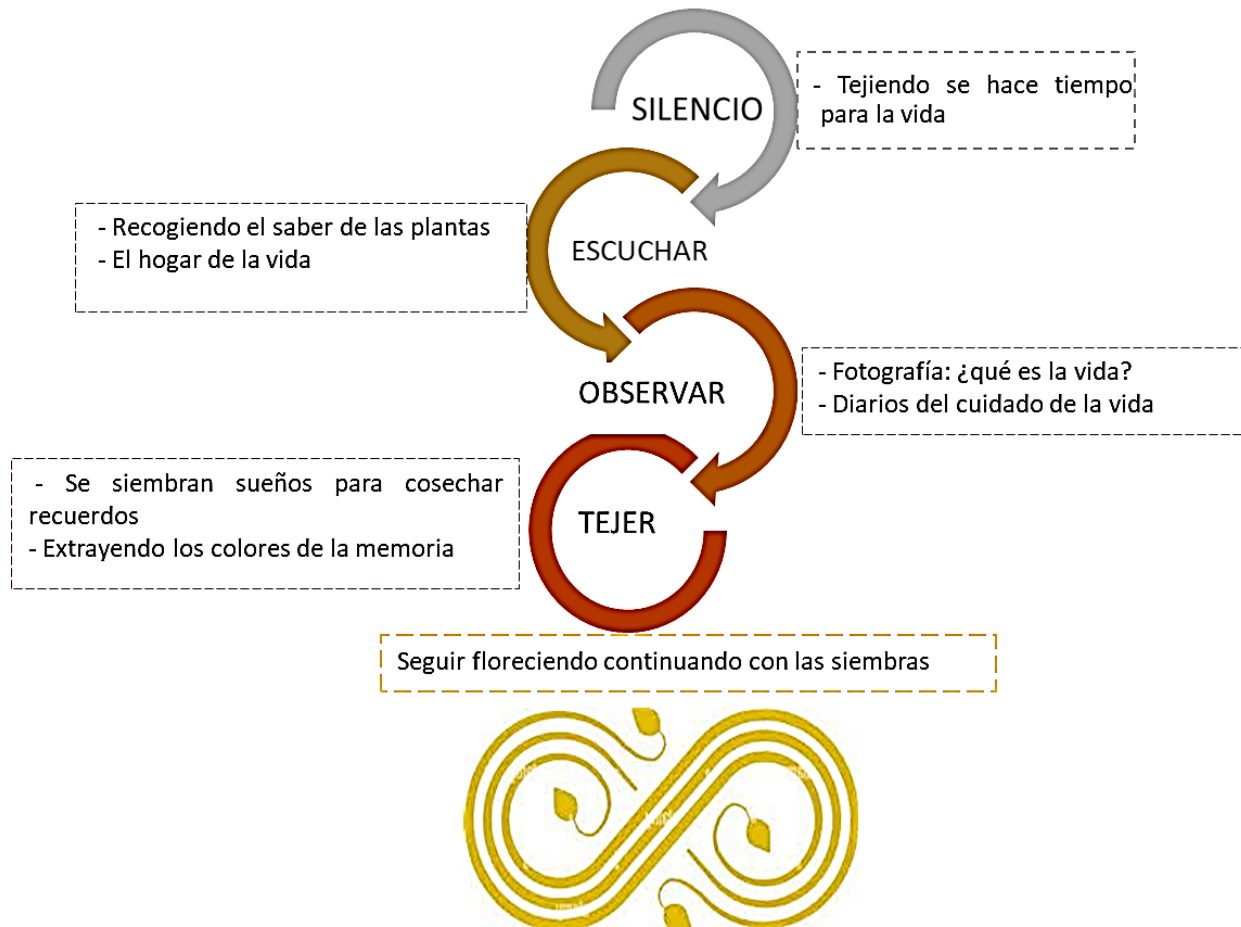 SILENCIO
- Tejiendo se hace tiempo
para la vida
- Recogiendo el saber de las plantas
- El hogar de la vida
ESCUCHAR
OBSERVAR
- Fotografía: ¿qué es la vida?
- Diarios del cuidado de la vida
- Se siembran sueños para cosechar
recuerdos
- Extrayendo los colores de la memoria
TEJER
Seguir floreciendo continuando con las siembras